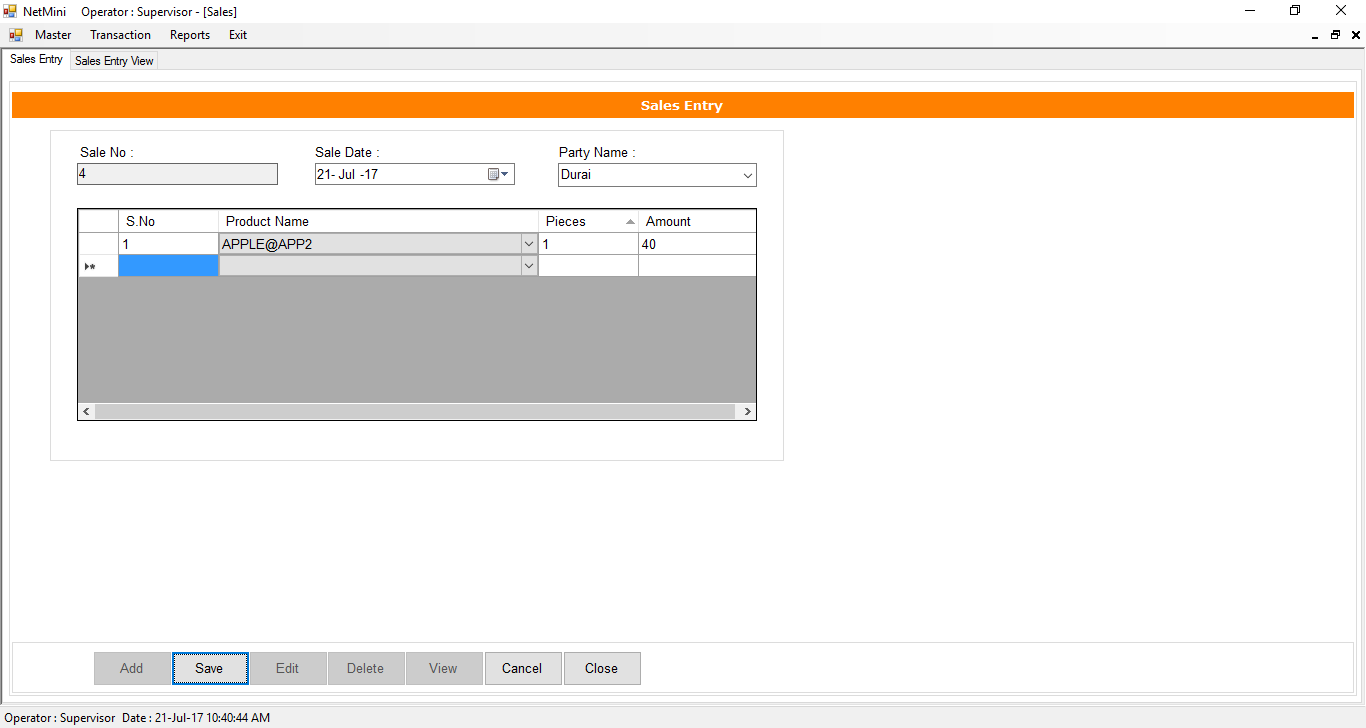 NetMini Operator : Supervisor - [Sales]
Master Transaction Reports Exit
Sales Entry Sales Entry View
Sales Entry
Sale No : Sale Date : Party Name :
4 21- Jul -17 Durai
S.No Product Name Pieces Amount
1 APPLE@APP2 1 40
Add Save Edit Delete View Cancel Close
Operator : Supervisor Date : 21-Jul-17 10:40:44 AM